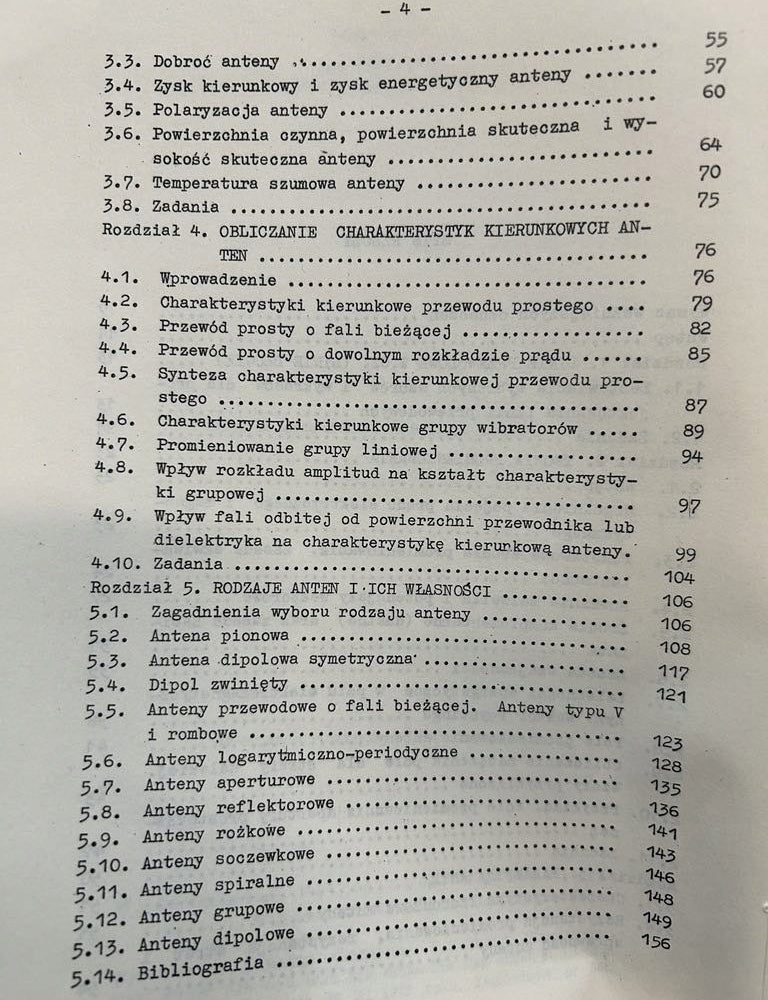 - 4 -
3.3. Dobroć anteny ........................................ 55
3.4. Zysk kierunkowy i zysk energetyczny anteny ....... 57
3.5. Polaryzacja anteny .................................. 60
3.6. Powierzchnia czynna, powierzchnia skuteczna i wy-
sokość skuteczna anteny ............................ 64
3.7. Temperatura szumowa anteny ........................ 70
3.8. Zadania ............................................ 75
Rozdział 4. OBLICZANIE CHARAKTERYSTYK KIERUNKOWYCH AN-
TEN ....................................... 76
4.1. Wprowadzenie .................................... 76
4.2. Charakterystyki kierunkowe przewodu prostego .... 79
4.3. Przewód prosty o fali bieżącej ................. 82
4.4. Przewód prosty o dowolnym rozkładzie prądu ...... 85
4.5. Synteza charakterystyki kierunkowej przewodu pro-
stego .......................................... 87
4.6. Charakterystyki kierunkowe grupy wibratorów ..... 89
4.7. Promieniowanie grupy liniowej .................. 94
4.8. Wpływ rozkładu amplitud na kształt charakterysty-
ki grupowej .................................... 97
4.9. Wpływ fali odbitej od powierzchni przewodnika lub
dielektryka na charakterystykę kierunkową anteny. 99
4.10. Zadania ........................................ 104
Rozdział 5. RODZAJE ANTEN I ICH WŁASNOŚCI ............ 106
5.1. Zagadnienia wyboru rodzaju anteny .............. 106
5.2. Antena pionowa ................................ 108
5.3. Antena dipolowa symetryczna .................... 117
5.4. Dipol zwinięty ................................ 121
5.5. Anteny przewodowe o fali bieżącej. Anteny typu V
i rombowe .................................... 123
5.6. Anteny logarytmiczno-periodyczne ............... 128
5.7. Anteny aperturowe ............................. 135
5.8. Anteny reflektorowe ........................... 136
5.9. Anteny rożkowe ................................ 141
5.10. Anteny soczewkowe ............................. 143
5.11. Anteny spiralne ............................... 146
5.12. Anteny grupowe ................................ 148
5.13. Anteny dipolowe ............................... 149
5.14. Bibliografia .................................. 156